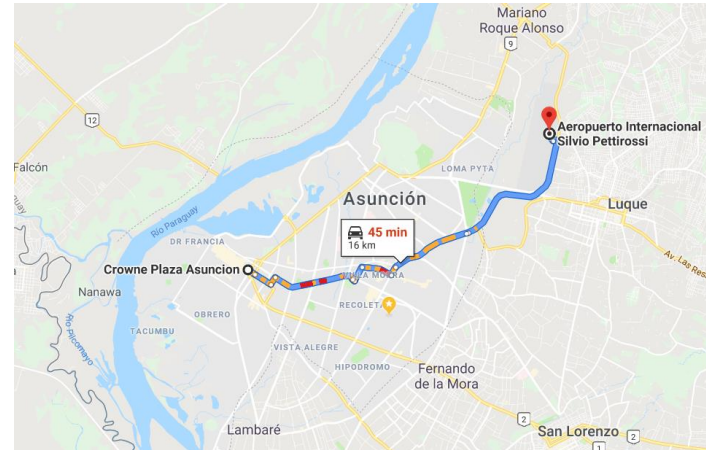 Mariano
Roque Alonso
9
12
Aeropuerto Internacional
Silvio Pettirossi
Falcón
LOMA PYTA
Asunción
Luque
Río Paraguay
45 min
16 km
DR FRANCIA
Crowne Plaza Asuncion
Av. Las Res
Nanawa
RECOLETA
OBRERO
Río Pilcomayo
TACUMBU
VISTA ALEGRE
HIPODROMO
Fernando
de la Mora
2
Lambaré
San Lorenzo
2
1